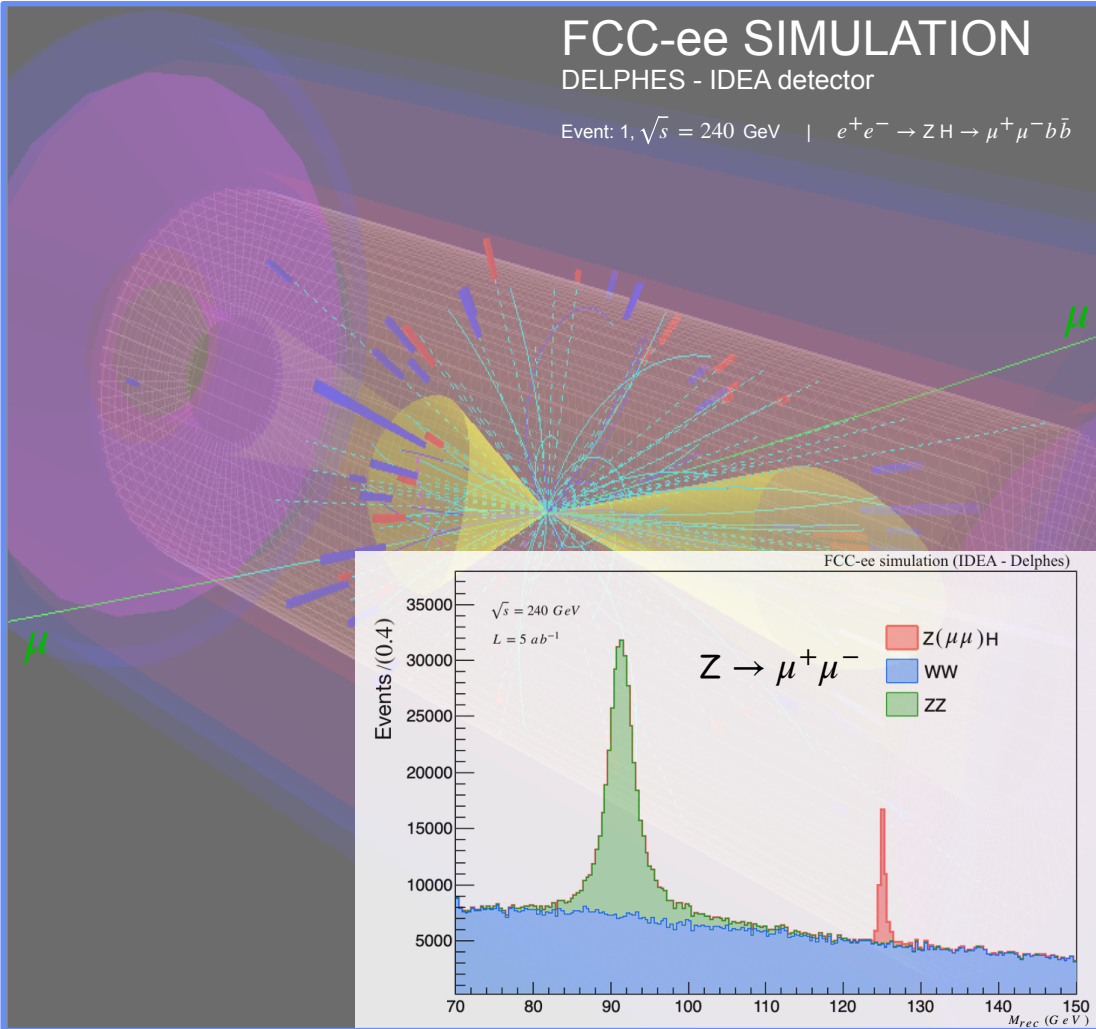 FCC-ee SIMULATION
DELPHES - IDEA detector
Event: 1, √s = 240 GeV | e⁺e⁻ → Z H → μ⁺μ⁻bb̄
μ
μ
FCC-ee simulation (IDEA - Delphes)
Events/(0.4)
35000
30000
25000
20000
15000
10000
5000
√s = 240 GeV
L = 5 ab⁻¹
Z → μ⁺μ⁻
Z(μμ)H
WW
ZZ
70 80 90 100 110 120 130 140 150
M_rec (GeV)